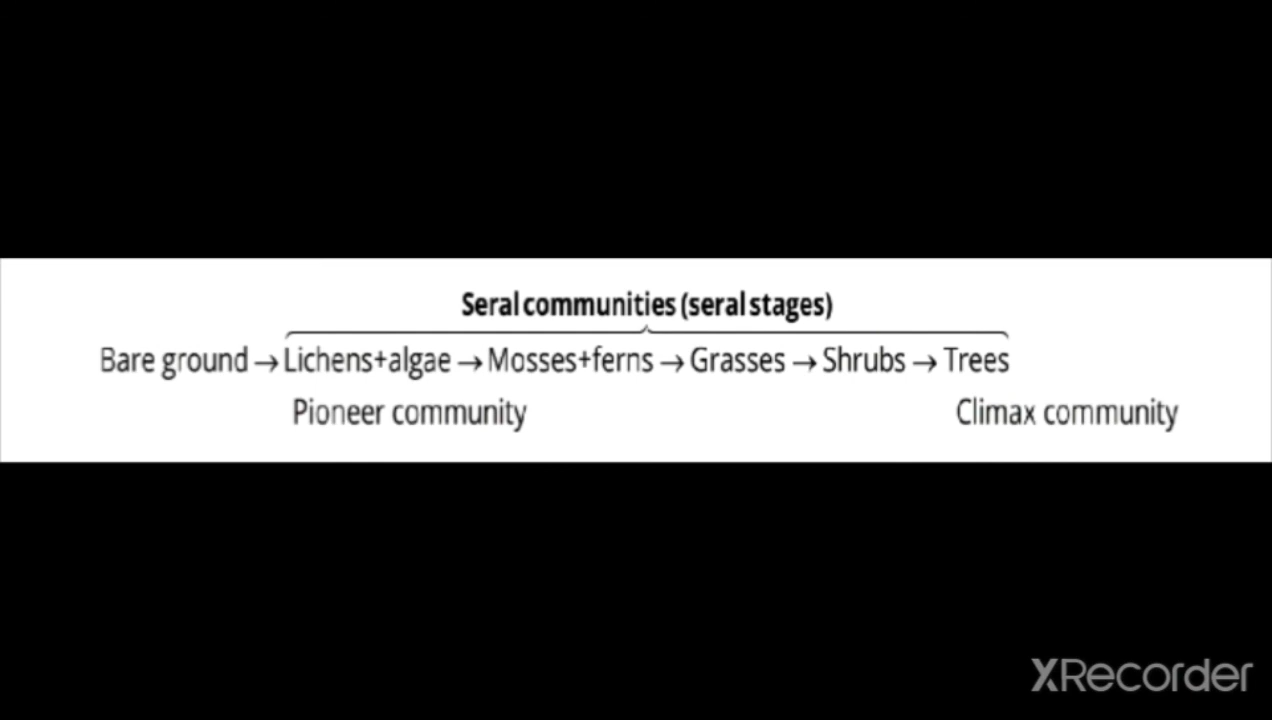 Seral communities (seral stages)
Bare ground → Lichens+algae → Mosses+ferns → Grasses → Shrubs → Trees
Pioneer community Climax community
XRecorder